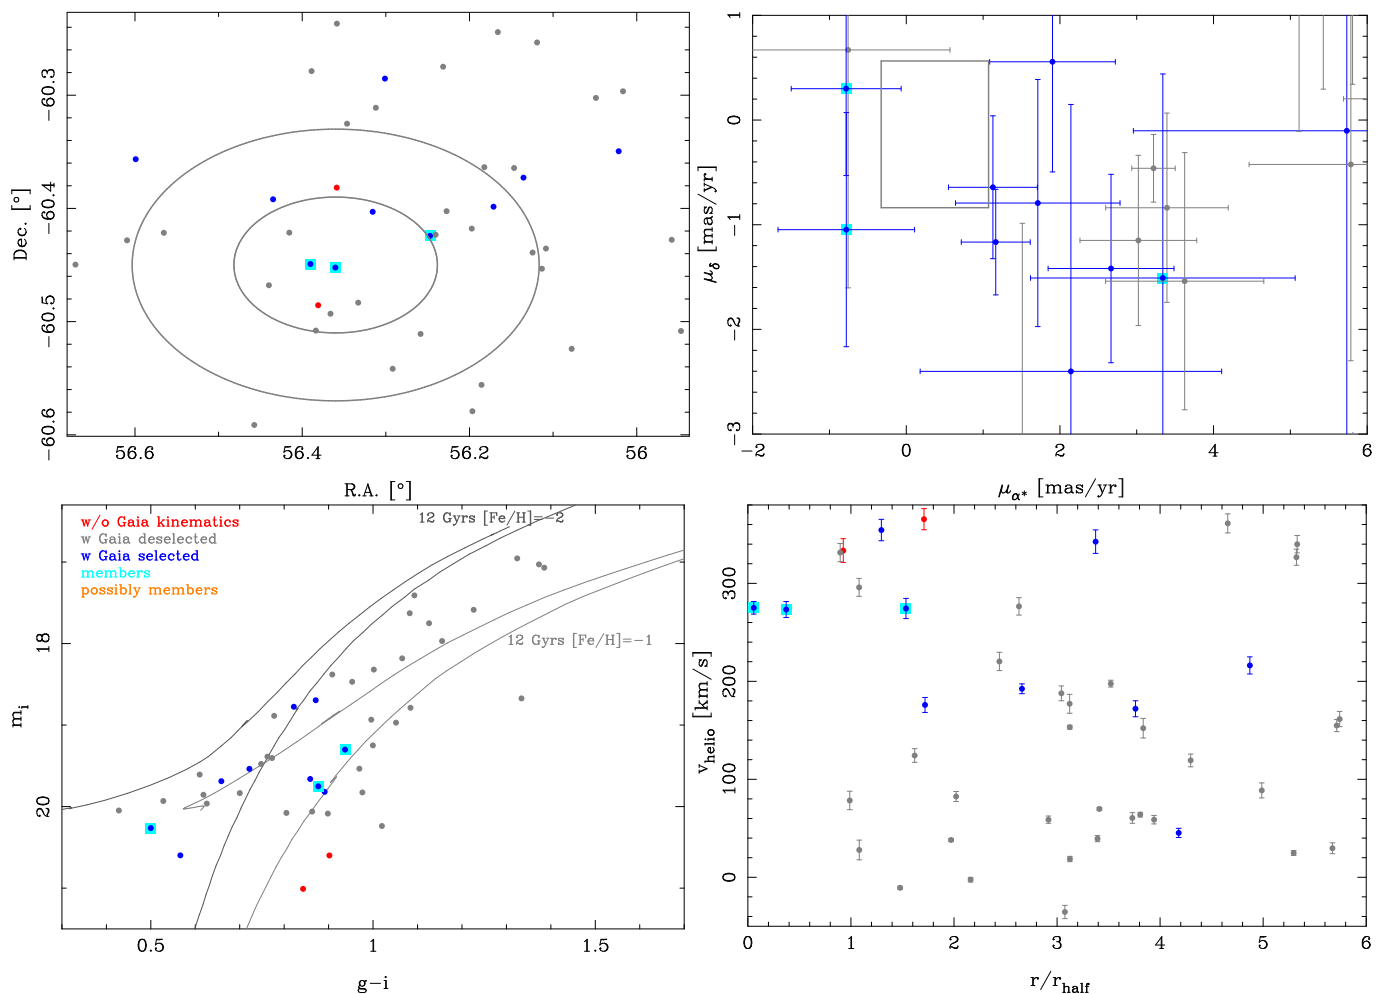 −60.3
−60.4
−60.5
−60.6
Dec. [°]
56.6
56.4
56.2
56
R.A. [°]
1
0
−1
−2
−3
μδ [mas/yr]
−2
0
2
4
6
μα* [mas/yr]
w/o Gaia kinematics
w Gaia deselected
w Gaia selected
members
possibly members
12 Gyrs [Fe/H]=−2
12 Gyrs [Fe/H]=−1
18
20
mi
0.5
1
1.5
g−i
300
200
100
0
vhelio [km/s]
0
1
2
3
4
5
6
r/rhalf